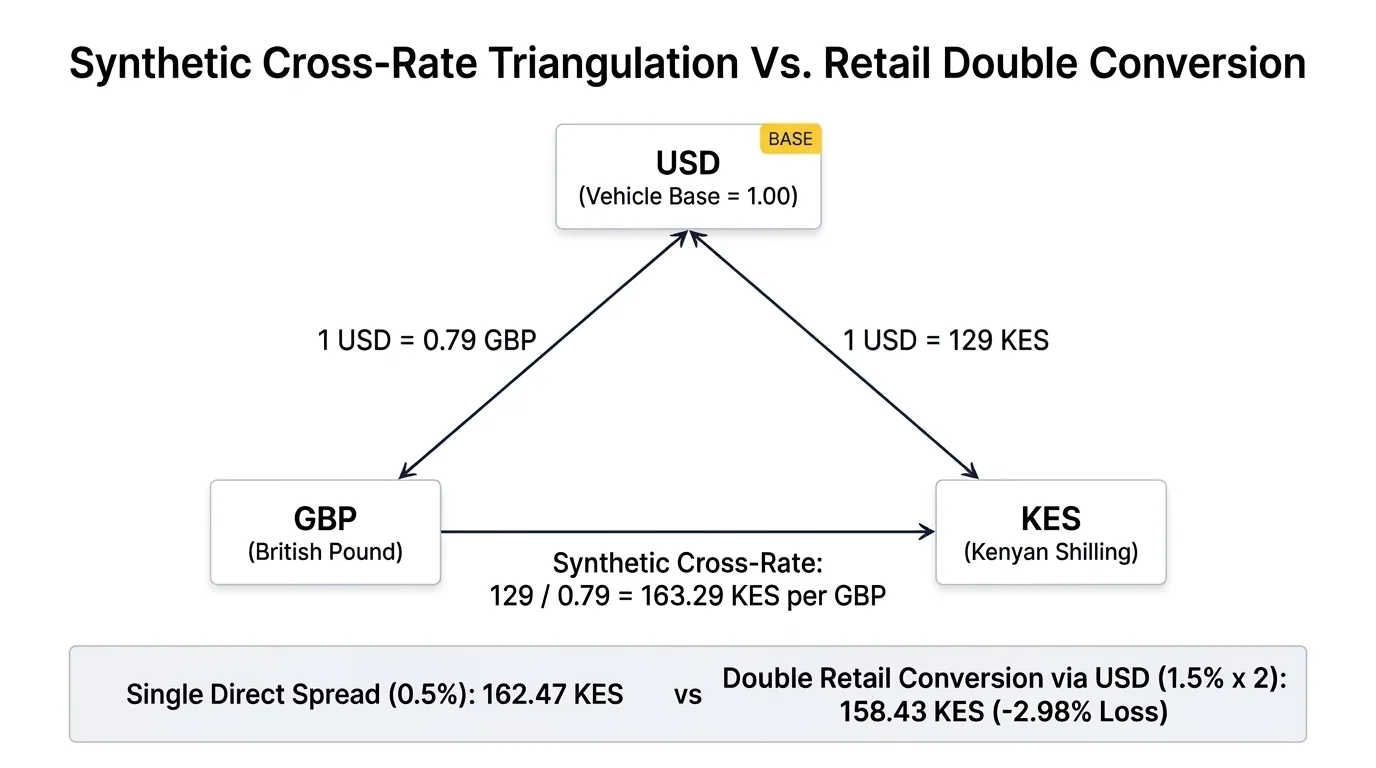 Synthetic Cross-Rate Triangulation Vs. Retail Double Conversion
BASE
USD
(Vehicle Base = 1.00)
1 USD = 0.79 GBP
1 USD = 129 KES
GBP
(British Pound)
KES
(Kenyan Shilling)
Synthetic Cross-Rate:
129 / 0.79 = 163.29 KES per GBP
Single Direct Spread (0.5%): 162.47 KES
vs
Double Retail Conversion via USD (1.5% x 2):
158.43 KES (-2.98% Loss)